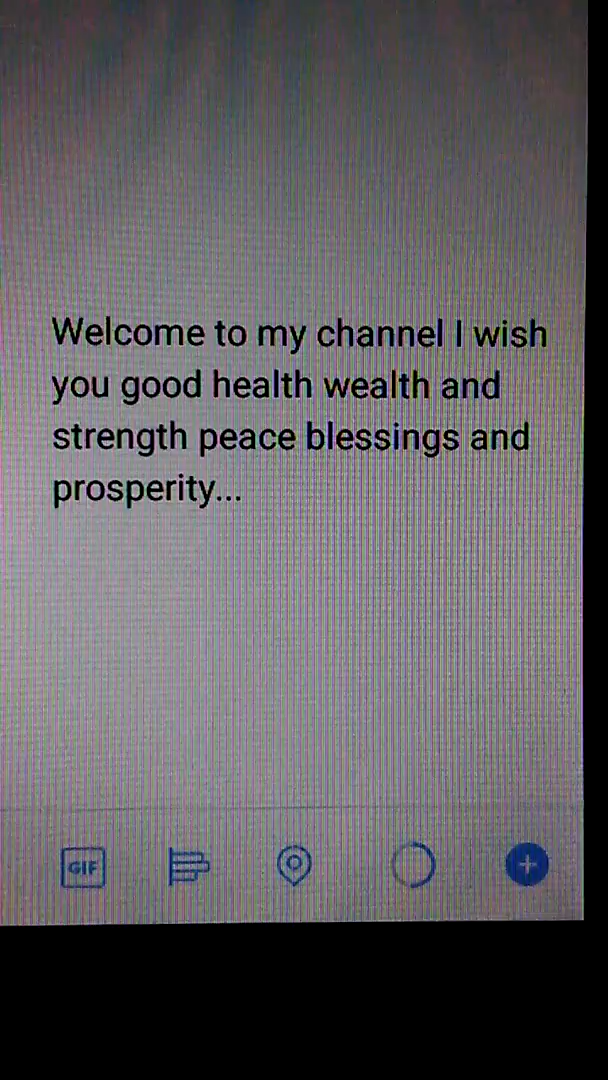 Welcome to my channel I wish
you good health wealth and
strength peace blessings and
prosperity...
GIF